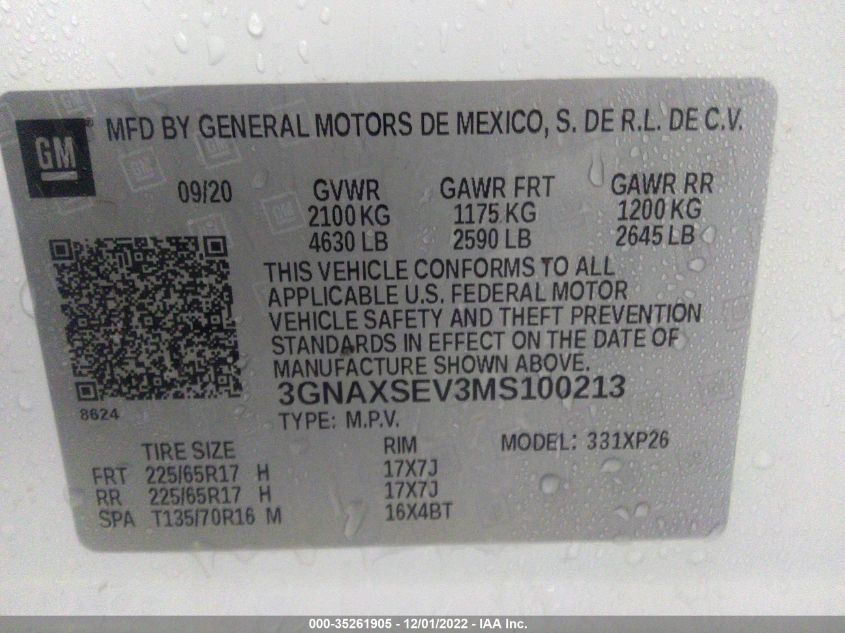 GM ® MFD BY GENERAL MOTORS DE MEXICO, S. DE R.L. DE C.V.
09/20 GVWR GAWR FRT GAWR RR
2100 KG 1175 KG 1200 KG
4630 LB 2590 LB 2645 LB
THIS VEHICLE CONFORMS TO ALL
APPLICABLE U.S. FEDERAL MOTOR
VEHICLE SAFETY AND THEFT PREVENTION
STANDARDS IN EFFECT ON THE DATE OF
MANUFACTURE SHOWN ABOVE.
3GNAXSEV3MS100213
8624
TYPE: M.P.V.
TIRE SIZE RIM MODEL: 331XP26
FRT 225/65R17 H 17X7J
RR 225/65R17 H 17X7J
SPA T135/70R16 M 16X4BT
000-35261905 - 12/01/2022 - IAA Inc.